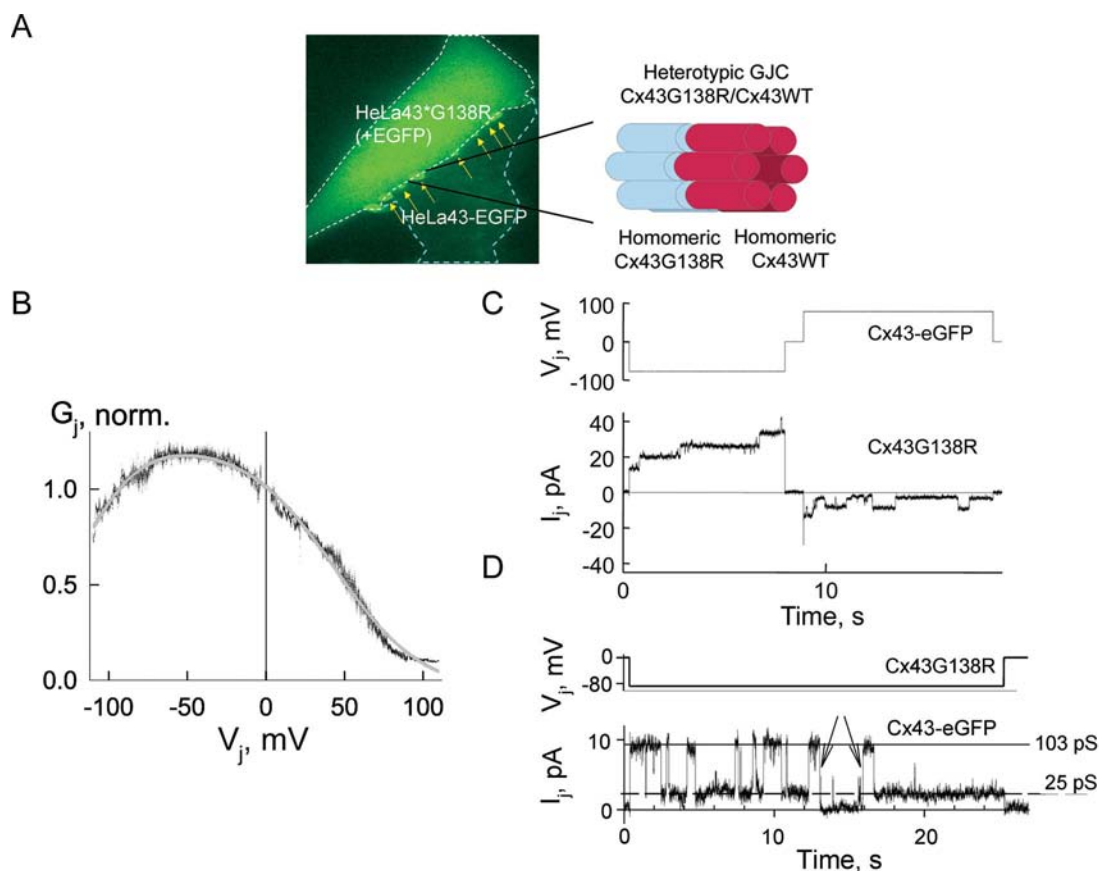 A
HeLa43*G138R
(+EGFP)
HeLa43-EGFP
Heterotypic GJC
Cx43G138R/Cx43WT
Homomeric
Cx43G138R
Homomeric
Cx43WT
B
Gj, norm.
1.0
0.5
0.0
-100 -50 0 50 100
Vj, mV
C
Vj, mV
100
0
-100
Cx43-eGFP
Ij, pA
40
20
0
-20
-40
Cx43G138R
0 10
Time, s
D
Vj, mV
0
-80
Cx43G138R
Ij, pA
10
0
Cx43-eGFP
103 pS
25 pS
0 10 20
Time, s